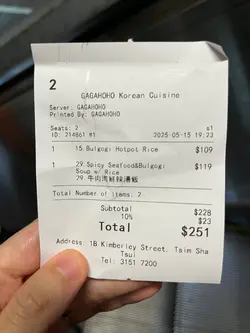 2
GAGAHOHO Korean Cuisine
Server: GAGAHOHO
Printed By: GAGAHOHO
Seats: 2 s1
ID: 214861 #1 2025-05-15 19:23
1 15.Bulgogi Hotpot Rice $109
1 29.Spicy Seafood&Bulgogi $119
Soup w/ Rice
29.牛肉海鮮辣湯飯
Total Number of items: 2
Subtotal $228
10% $23
Total $251
Address: 1B Kimberley Street, Tsim Sha
Tsui
Tel: 3151 7200